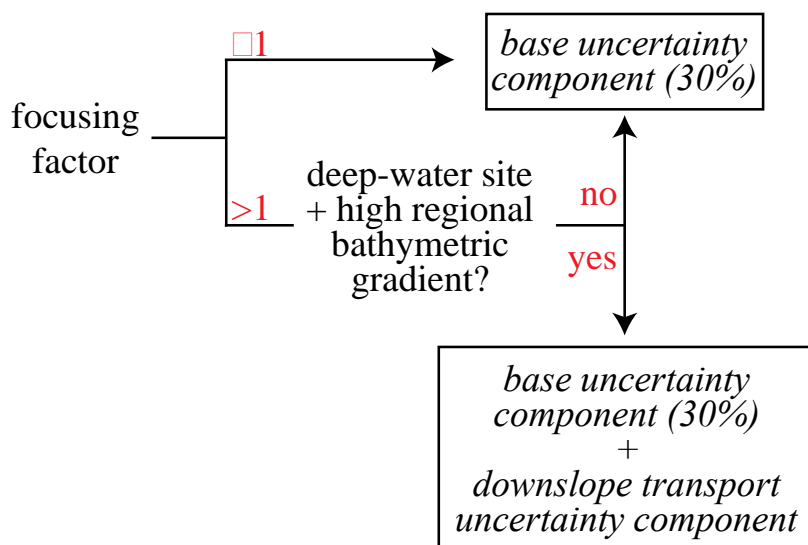 □1
base uncertainty
component (30%)
focusing
factor
>1
deep-water site
+ high regional
bathymetric
gradient?
no
yes
base uncertainty
component (30%)
+
downslope transport
uncertainty component